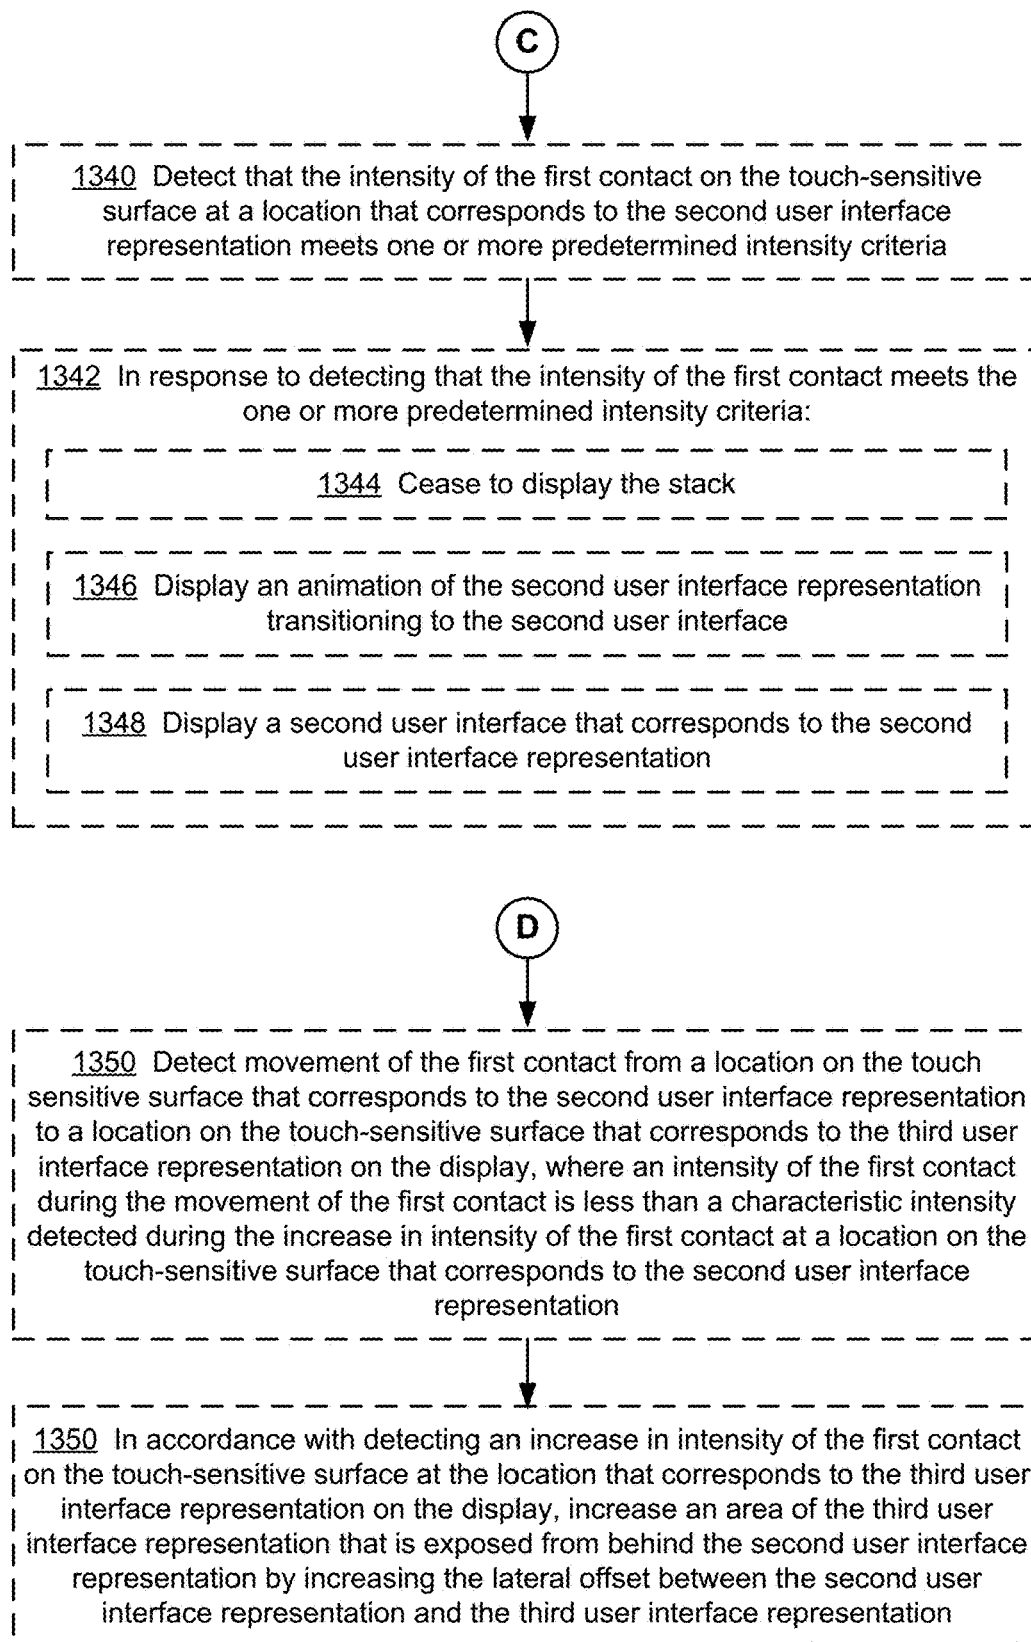 C
1340 Detect that the intensity of the first contact on the touch-sensitive
surface at a location that corresponds to the second user interface
representation meets one or more predetermined intensity criteria
1342 In response to detecting that the intensity of the first contact meets the
one or more predetermined intensity criteria:
1344 Cease to display the stack
1346 Display an animation of the second user interface representation
transitioning to the second user interface
1348 Display a second user interface that corresponds to the second
user interface representation
D
1350 Detect movement of the first contact from a location on the touch
sensitive surface that corresponds to the second user interface representation
to a location on the touch-sensitive surface that corresponds to the third user
interface representation on the display, where an intensity of the first contact
during the movement of the first contact is less than a characteristic intensity
detected during the increase in intensity of the first contact at a location on the
touch-sensitive surface that corresponds to the second user interface
representation
1350 In accordance with detecting an increase in intensity of the first contact
on the touch-sensitive surface at the location that corresponds to the third user
interface representation on the display, increase an area of the third user
interface representation that is exposed from behind the second user interface
representation by increasing the lateral offset between the second user
interface representation and the third user interface representation